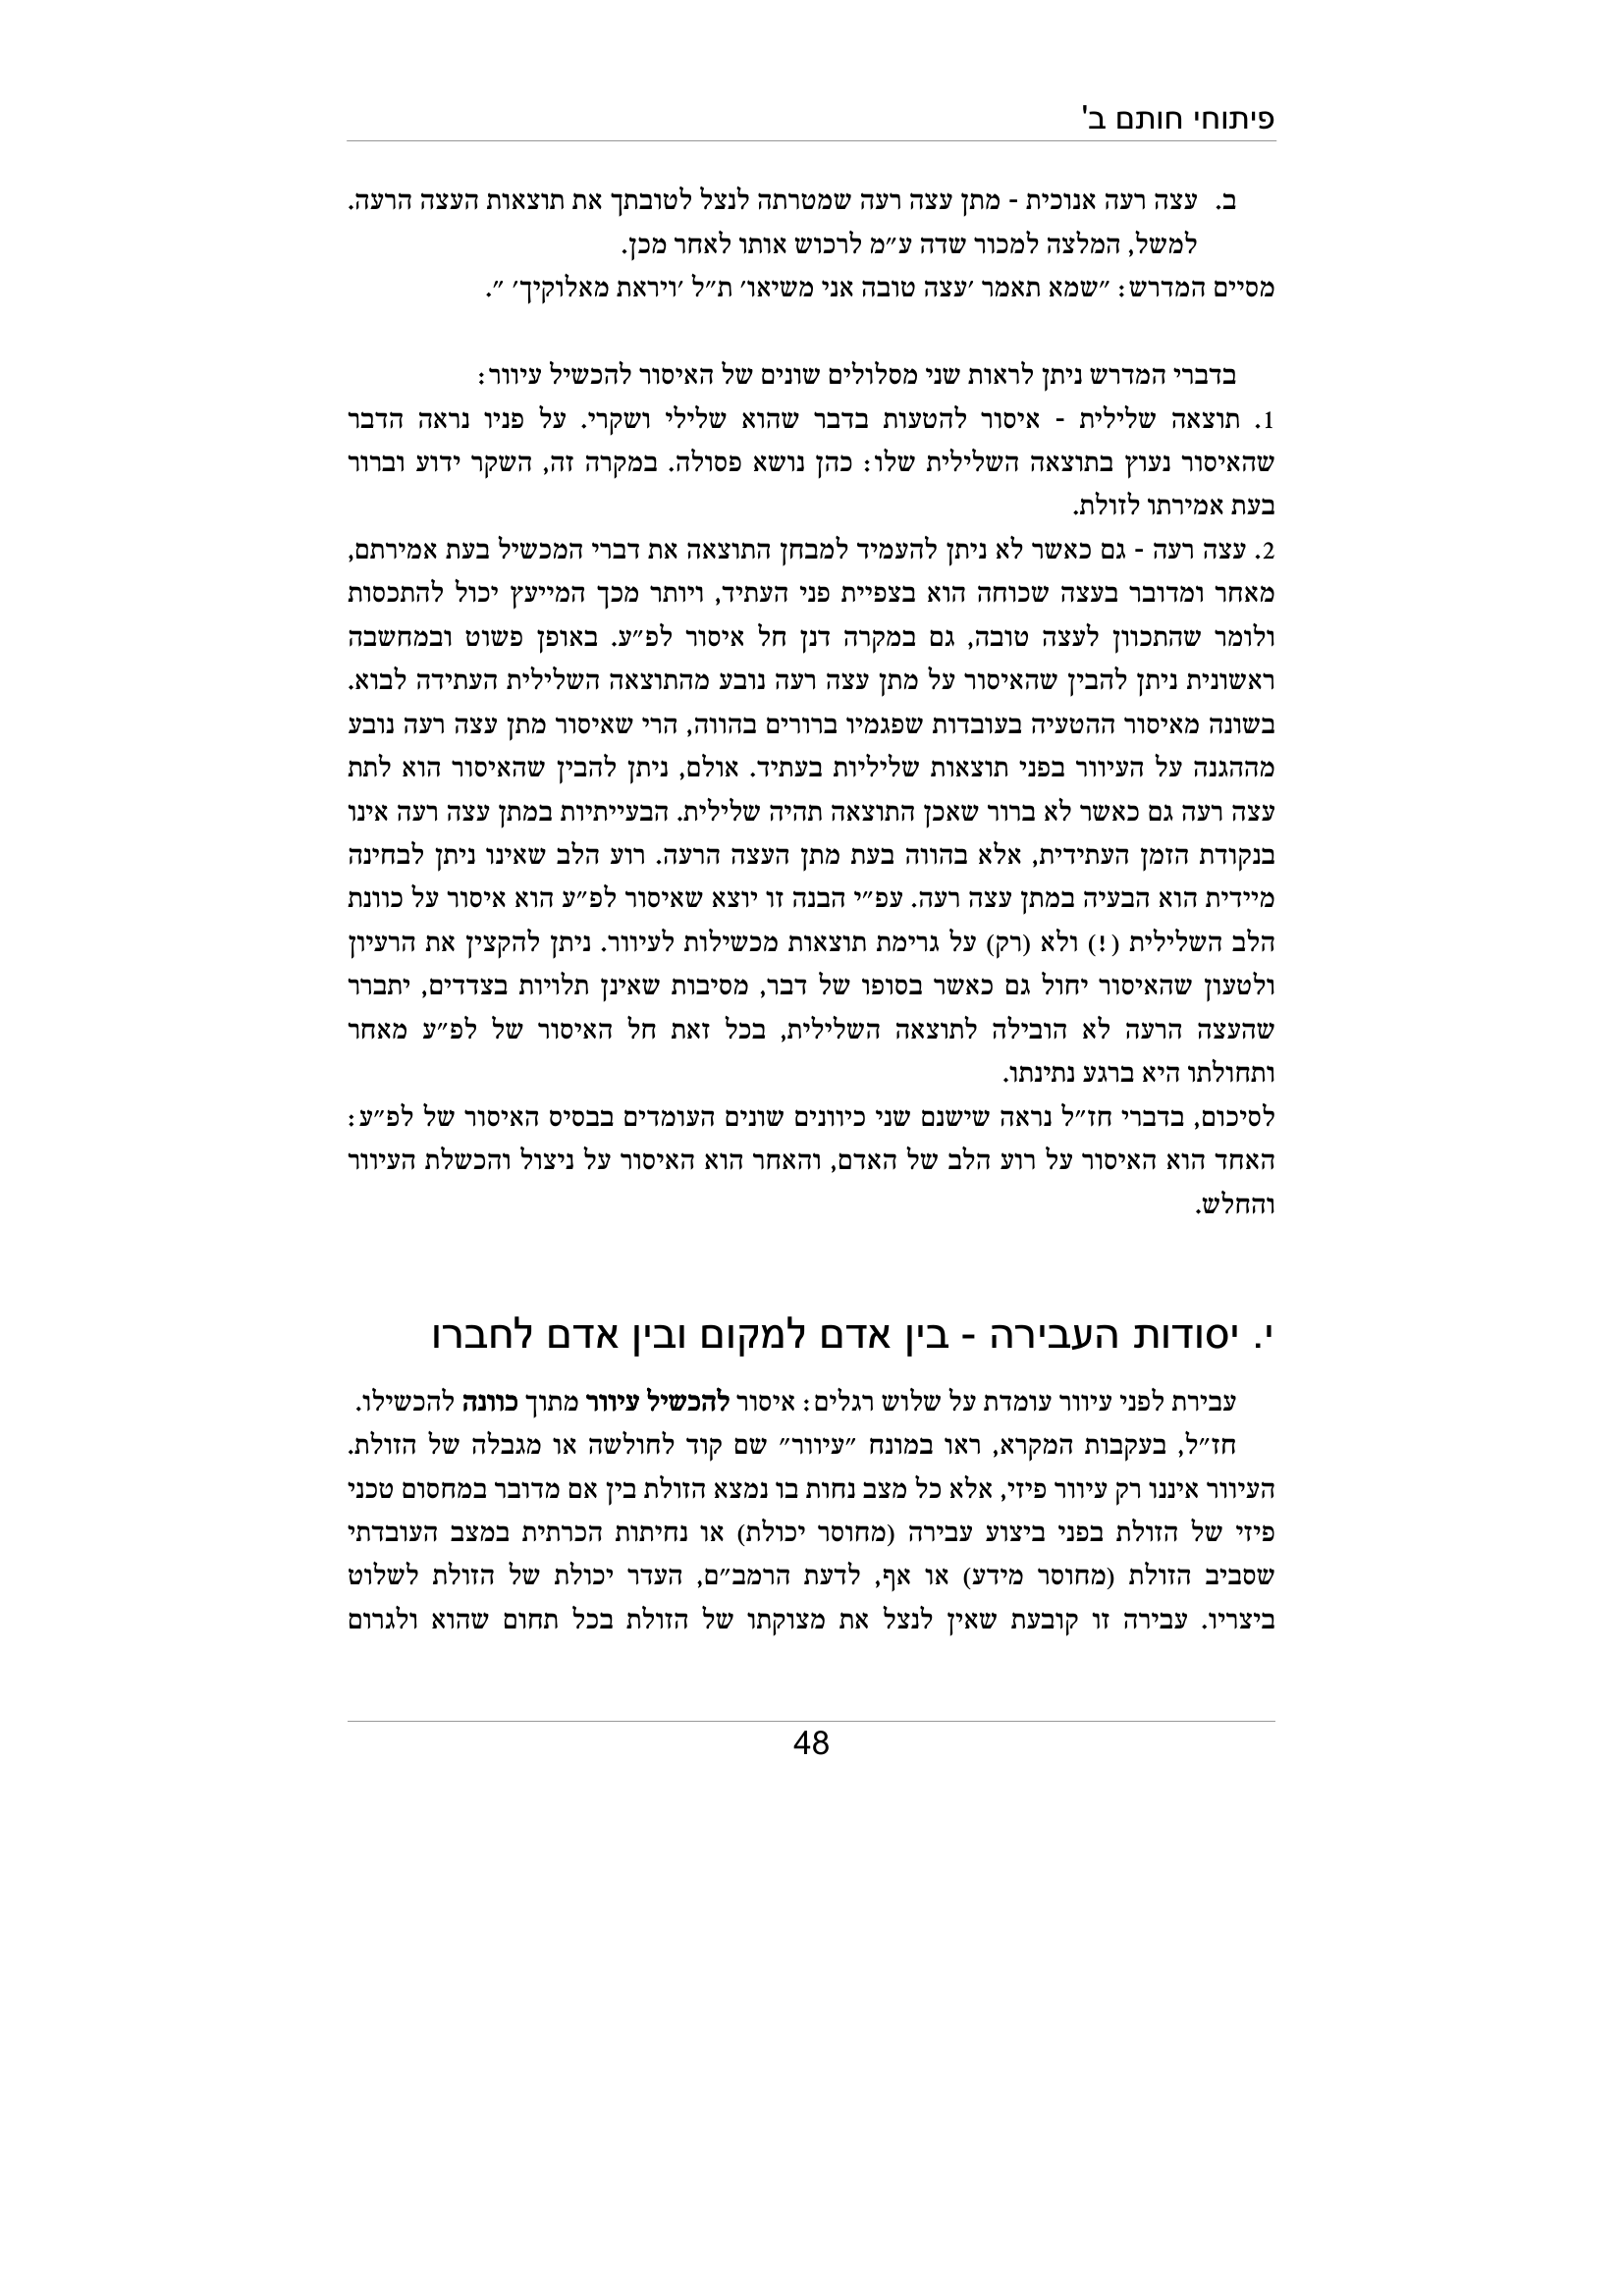 פיתוחי חותם ב'
ב. עצה רעה אנוכית - מתן עצה רעה שמטרתה לנצל לטובתך את תוצאות העצה הרעה.
למשל, המלצה למכור שדה ע״מ לרכוש אותו לאחר מכן.
מסיים המדרש: ״שמא תאמר ׳עצה טובה אני משיאו׳ ת״ל ׳ויראת מאלוקיך׳ ״.
בדברי המדרש ניתן לראות שני מסלולים שונים של האיסור להכשיל עיוור:
1. תוצאה שלילית - איסור להטעות בדבר שהוא שלילי ושקרי. על פניו נראה הדבר
שהאיסור נעוץ בתוצאה השלילית שלו: כהן נושא פסולה. במקרה זה, השקר ידוע וברור
בעת אמירתו לזולת.
2. עצה רעה - גם כאשר לא ניתן להעמיד למבחן התוצאה את דברי המכשיל בעת אמירתם,
מאחר ומדובר בעצה שכוחה הוא בצפיית פני העתיד, ויותר מכך המייעץ יכול להתכסות
ולומר שהתכוון לעצה טובה, גם במקרה דנן חל איסור לפ״ע. באופן פשוט ובמחשבה
ראשונית ניתן להבין שהאיסור על מתן עצה רעה נובע מהתוצאה השלילית העתידה לבוא.
בשונה מאיסור ההטעיה בעובדות שפגמיו ברורים בהווה, הרי שאיסור מתן עצה רעה נובע
מההגנה על העיוור בפני תוצאות שליליות בעתיד. אולם, ניתן להבין שהאיסור הוא לתת
עצה רעה גם כאשר לא ברור שאכן התוצאה תהיה שלילית. הבעייתיות במתן עצה רעה אינו
בנקודת הזמן העתידית, אלא בהווה בעת מתן העצה הרעה. רוע הלב שאינו ניתן לבחינה
מיידית הוא הבעיה במתן עצה רעה. עפ״י הבנה זו יוצא שאיסור לפ״ע הוא איסור על כוונת
הלב השלילית (!) ולא (רק) על גרימת תוצאות מכשילות לעיוור. ניתן להקצין את הרעיון
ולטעון שהאיסור יחול גם כאשר בסופו של דבר, מסיבות שאינן תלויות בצדדים, יתברר
שהעצה הרעה לא הובילה לתוצאה השלילית, בכל זאת חל האיסור של לפ״ע מאחר
ותחולתו היא ברגע נתינתו.
לסיכום, בדברי חז״ל נראה שישנם שני כיוונים שונים העומדים בבסיס האיסור של לפ״ע:
האחד הוא האיסור על רוע הלב של האדם, והאחר הוא האיסור על ניצול והכשלת העיוור
והחלש.
י. יסודות העבירה - בין אדם למקום ובין אדם לחברו
עבירת לפני עיוור עומדת על שלוש רגלים: איסור להכשיל עיוור מתוך כוונה להכשילו.
חז״ל, בעקבות המקרא, ראו במונח ״עיוור״ שם קוד לחולשה או מגבלה של הזולת.
העיוור איננו רק עיוור פיזי, אלא כל מצב נחות בו נמצא הזולת בין אם מדובר במחסום טכני
פיזי של הזולת בפני ביצוע עבירה (מחוסר יכולת) או נחיתות הכרתית במצב העובדתי
שסביב הזולת (מחוסר מידע) או אף, לדעת הרמב״ם, העדר יכולת של הזולת לשלוט
ביצריו. עבירה זו קובעת שאין לנצל את מצוקתו של הזולת בכל תחום שהוא ולגרום
48